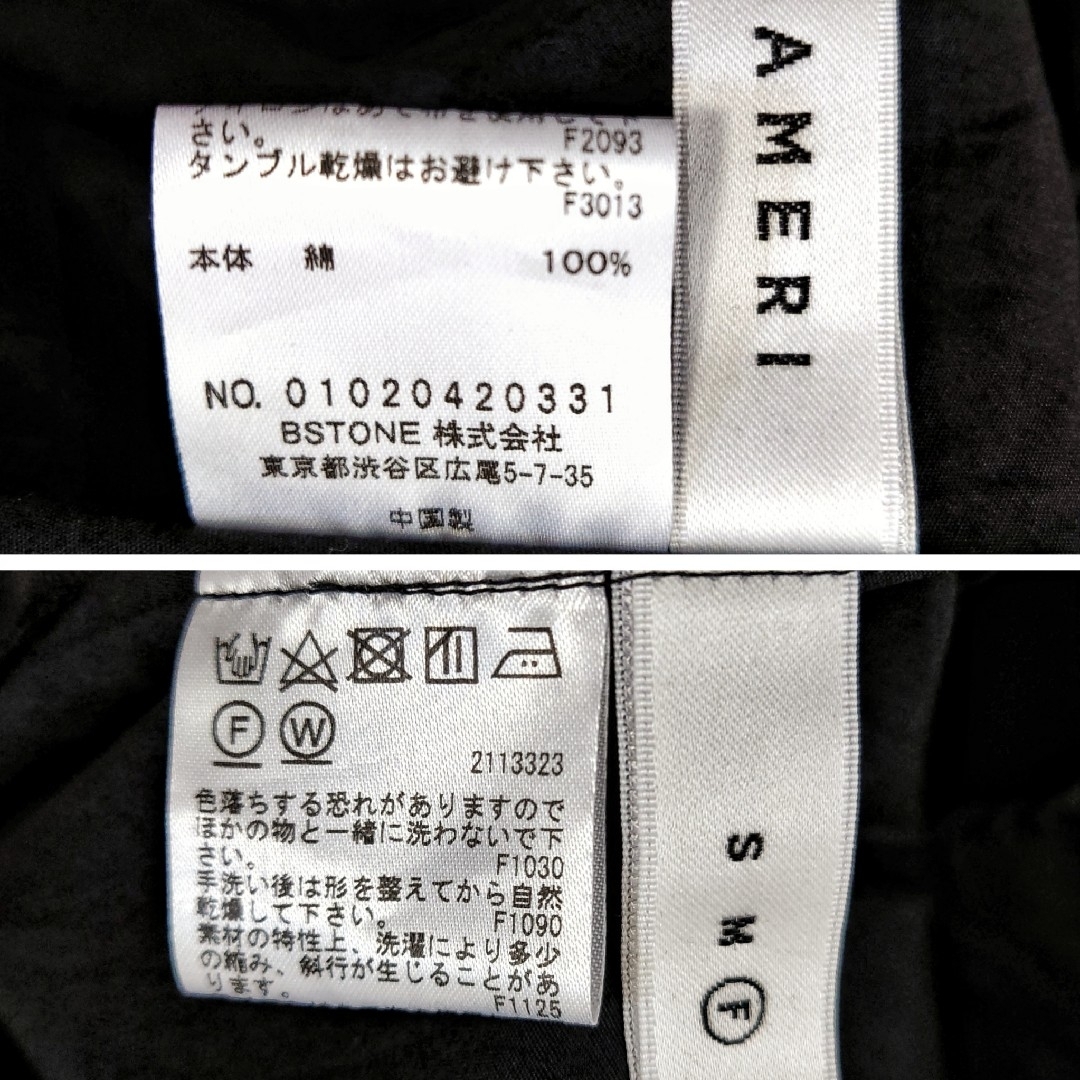 さい。
F2093
タンブル乾燥はお避け下さい。
F3013
本体 綿 100%
NO. 01020420331
BSTONE 株式会社
東京都渋谷区広尾5-7-35
中国製
AMERI
F
W
2113323
色落ちする恐れがありますので
ほかの物と一緒に洗わないで下
さい。
F1030
手洗い後は形を整えてから自然
乾燥して下さい。
F1090
素材の特性上、洗濯により多少
の縮み、斜行が生じることがあ
ります。
F1125
S M F